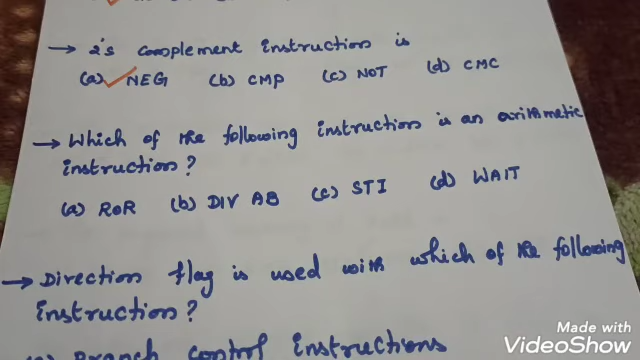 → 2's complement instruction is
(a) NEG (b) CMP (c) NOT (d) CMC
→ Which of the following instruction is an arithmetic
instruction?
(a) ROR (b) DIV AB (c) STI (d) WAIT
→ Direction flag is used with which of the following
instruction?
(a) Branch control instructions
Made with
VideoShow